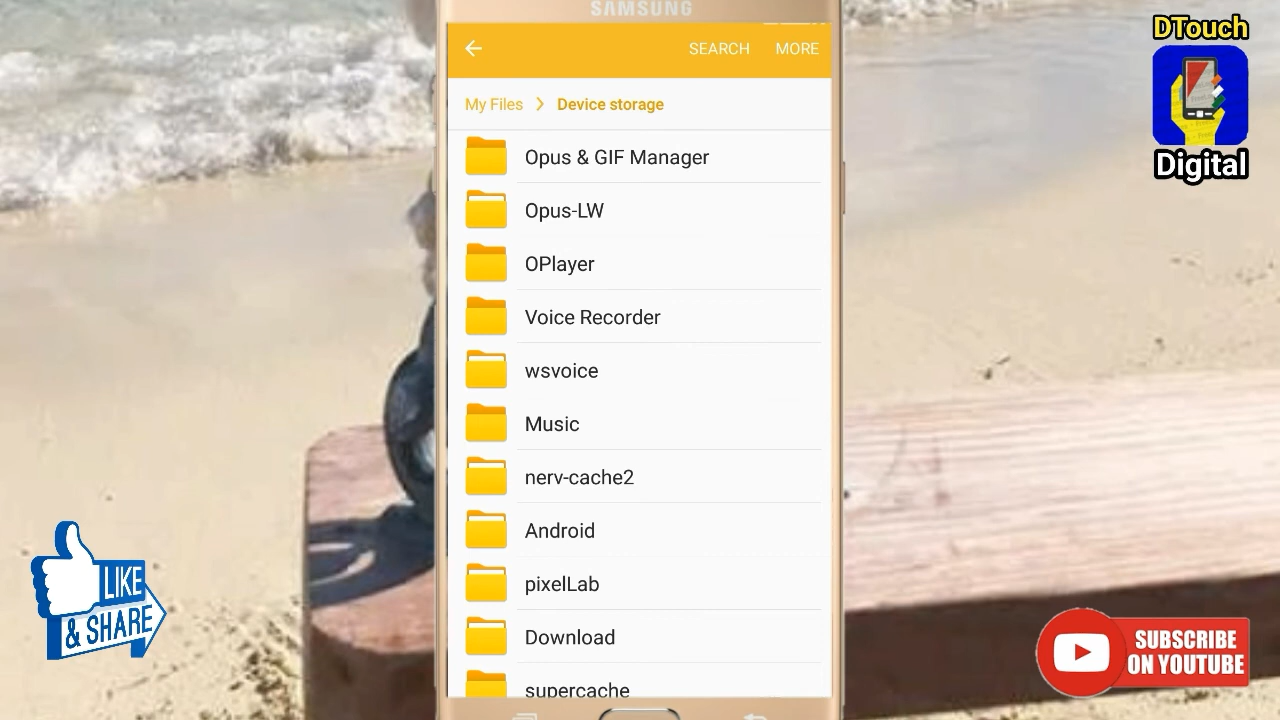 SAMSUNG
SEARCH MORE
My Files > Device storage
Opus & GIF Manager
Opus-LW
OPlayer
Voice Recorder
wsvoice
Music
nerv-cache2
Android
pixelLab
Download
supercache
DTouch
Digital
LIKE
& SHARE
SUBSCRIBE
ON YOUTUBE